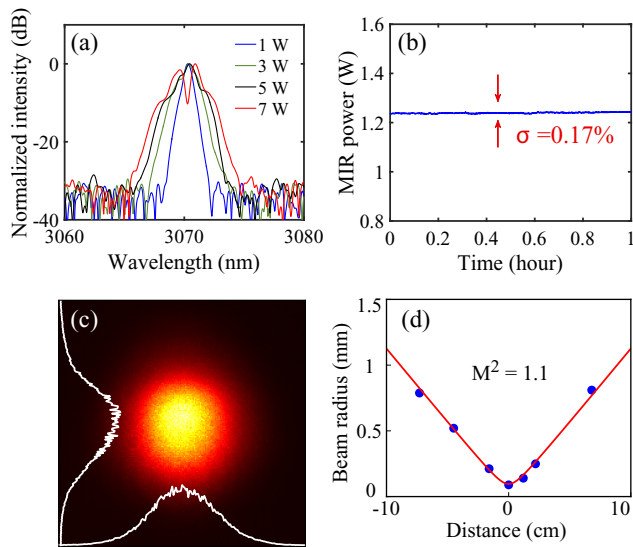 (a)
Normalized intensity (dB)
0
-20
-40
1 W
3 W
5 W
7 W
3060
3070
3080
Wavelength (nm)
(b)
MIR power (W)
1.6
1.4
1.2
1
0.8
σ =0.17%
0
0.2
0.4
0.6
0.8
1
Time (hour)
(c)
(d)
Beam radius (mm)
1.5
1
0.5
0
M² = 1.1
-10
0
10
Distance (cm)